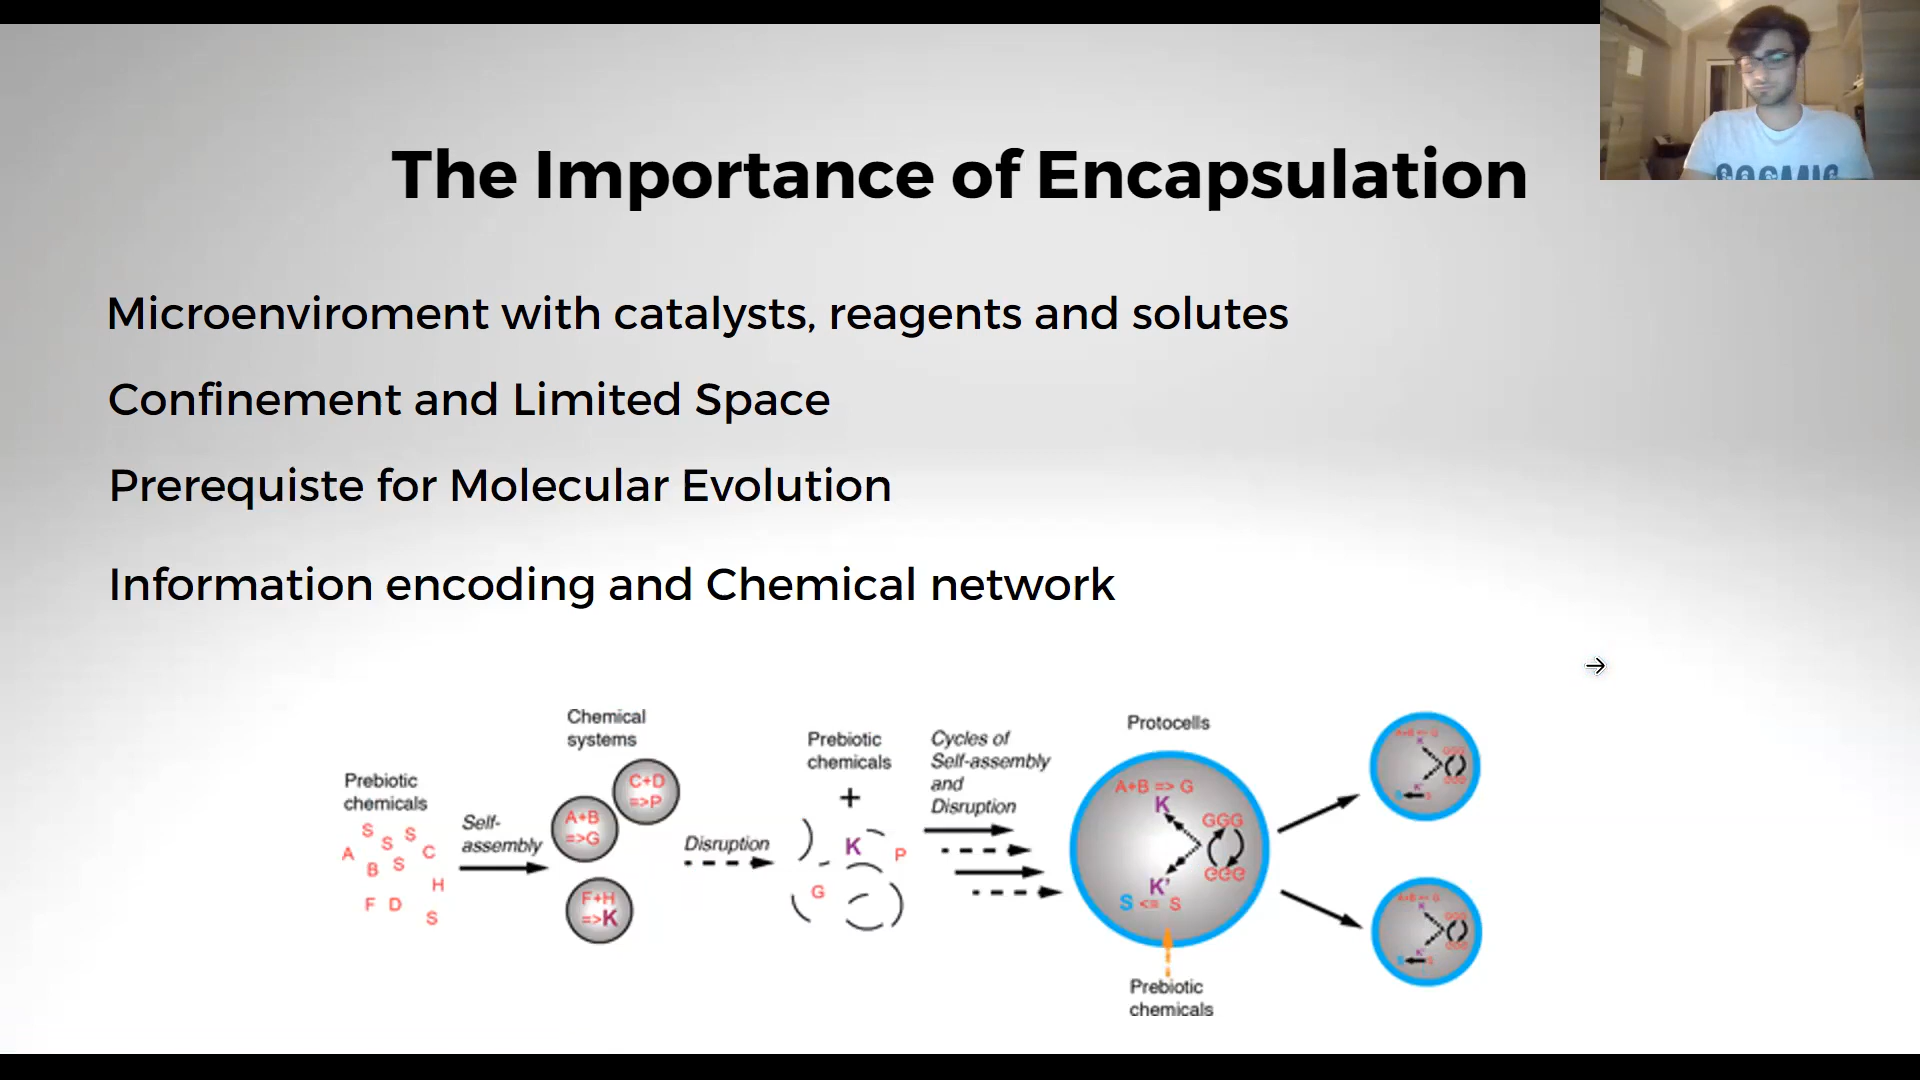 The Importance of Encapsulation
COSMIC
Microenviroment with catalysts, reagents and solutes
Confinement and Limited Space
Prerequiste for Molecular Evolution
Information encoding and Chemical network
Prebiotic
chemicals
S
S
S
A
C
B
S
H
F
D
S
Self-
assembly
Chemical
systems
C+D
=>P
A+B
=>G
F+H
=>K
Disruption
Prebiotic
chemicals
+
K
P
G
Cycles of
Self-assembly
and
Disruption
Protocells
A+B => G
K
GGG
K'
S <= S
Prebiotic
chemicals
A+B => G
K
GGG
K'
A+B => G
K
GGG
K'